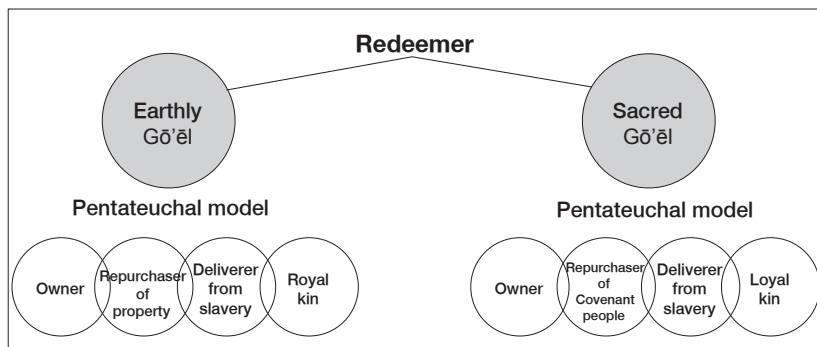 Redeemer
Earthly
Gō'ēl
Sacred
Gō'ēl
Pentateuchal model
Pentateuchal model
Owner
Repurchaser
of
property
Deliverer
from
slavery
Royal
kin
Owner
Repurchaser
of
Covenant
people
Deliverer
from
slavery
Loyal
kin